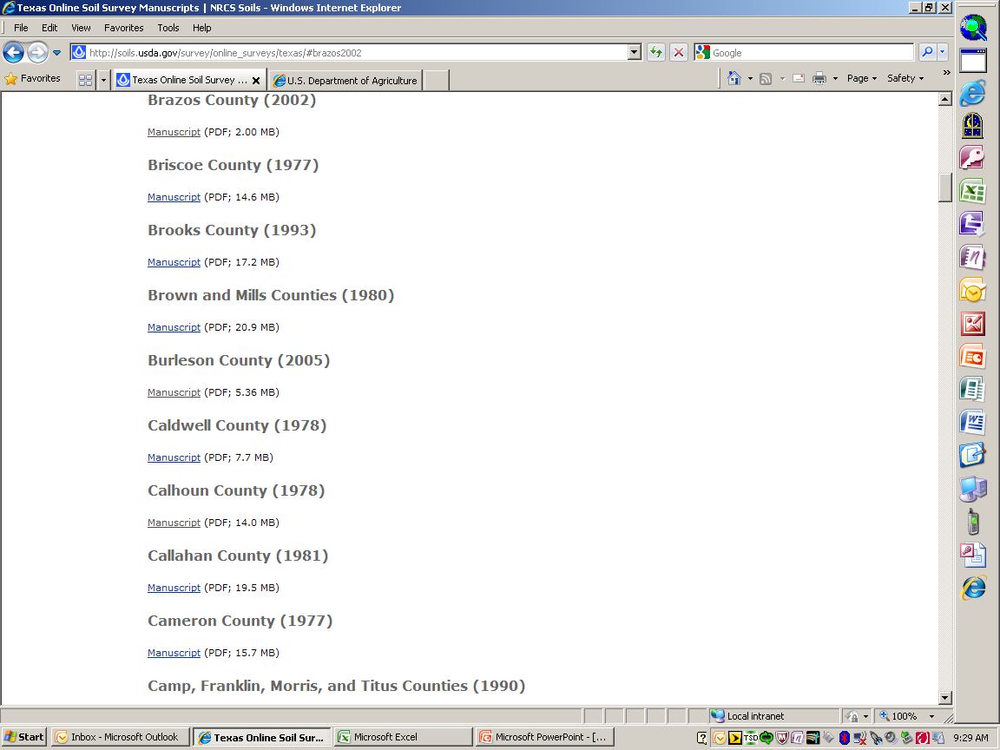 Texas Online Soil Survey Manuscripts | NRCS Soils - Windows Internet Explorer
File Edit View Favorites Tools Help
http://soils.usda.gov/survey/online_surveys/texas/#brazos2002 Google
Favorites Texas Online Soil Survey ... U.S. Department of Agriculture Page Safety »
Brazos County (2002)
Manuscript (PDF; 2.00 MB)
Briscoe County (1977)
Manuscript (PDF; 14.6 MB)
Brooks County (1993)
Manuscript (PDF; 17.2 MB)
Brown and Mills Counties (1980)
Manuscript (PDF; 20.9 MB)
Burleson County (2005)
Manuscript (PDF; 5.36 MB)
Caldwell County (1978)
Manuscript (PDF; 7.7 MB)
Calhoun County (1978)
Manuscript (PDF; 14.0 MB)
Callahan County (1981)
Manuscript (PDF; 19.5 MB)
Cameron County (1977)
Manuscript (PDF; 15.7 MB)
Camp, Franklin, Morris, and Titus Counties (1990)
Local intranet 100%
Start Inbox - Microsoft Outlook Texas Online Soil Sur... Microsoft Excel Microsoft PowerPoint - [... TSD 9:29 AM